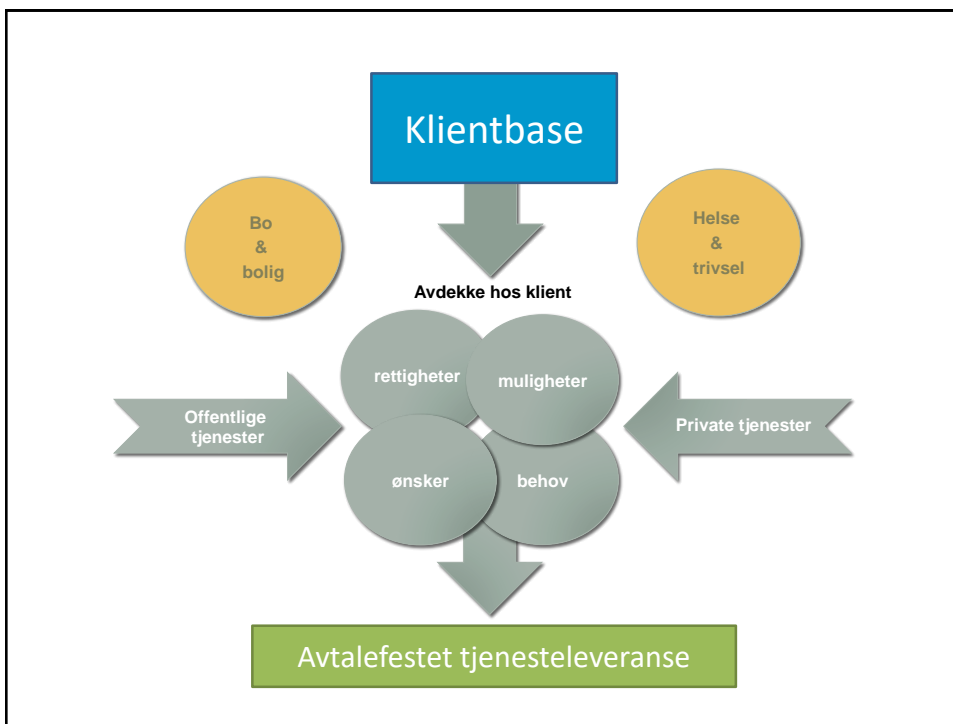 Klientbase
Bo
&
bolig
Helse
&
trivsel
Avdekke hos klient
rettigheter
muligheter
Offentlige
tjenester
Private tjenester
ønsker
behov
Avtalefestet tjenesteleveranse